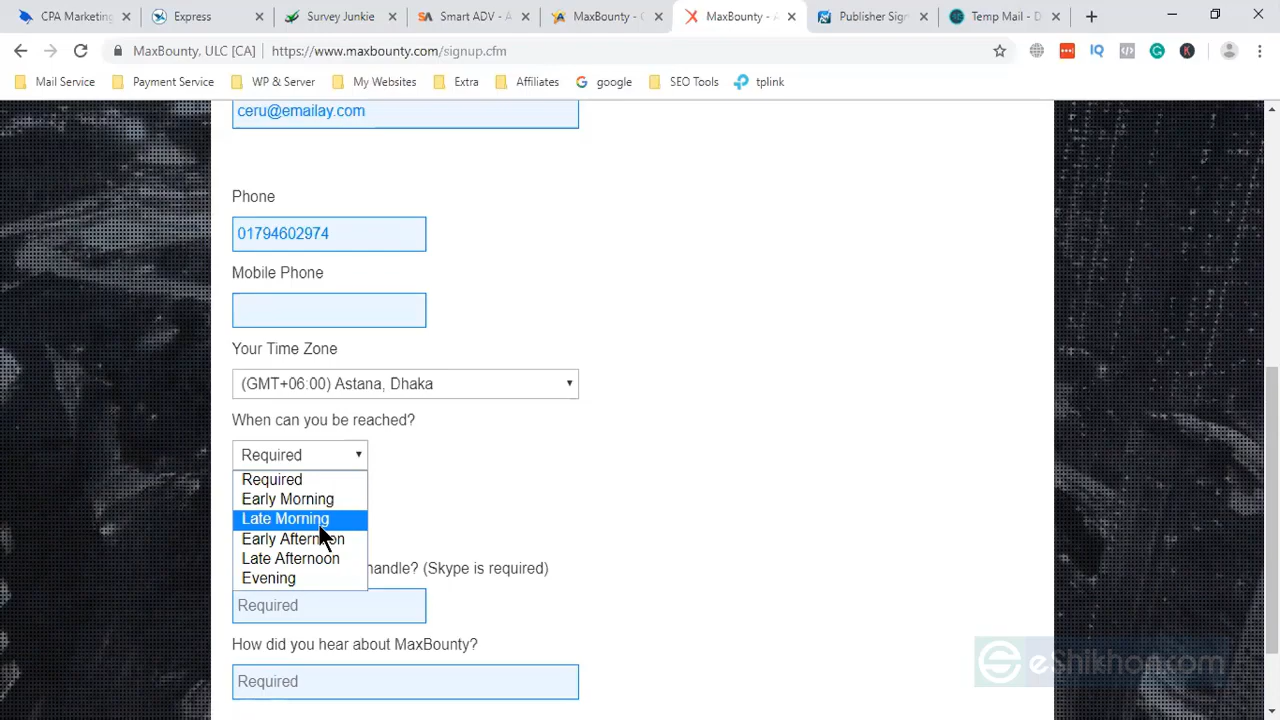 CPA Marketing
Express
Survey Junkie
Smart ADV - A
MaxBounty - C
MaxBounty - A
Publisher Sig
Temp Mail - D
MaxBounty, ULC [CA]
https://www.maxbounty.com/signup.cfm
Mail Service
Payment Service
WP & Server
My Websites
Extra
Affiliates
google
SEO Tools
tplink
ceru@emailay.com
Phone
01794602974
Mobile Phone
Your Time Zone
(GMT+06:00) Astana, Dhaka
When can you be reached?
Required
Required
Early Morning
Late Morning
Early Afternoon
Late Afternoon
Evening
handle? (Skype is required)
Required
How did you hear about MaxBounty?
Required
eShikhon.com